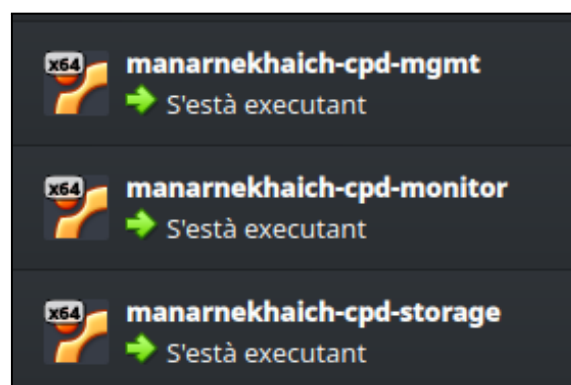 x64
manarnekhaich-cpd-mgmt
S'està executant
x64
manarnekhaich-cpd-monitor
S'està executant
x64
manarnekhaich-cpd-storage
S'està executant